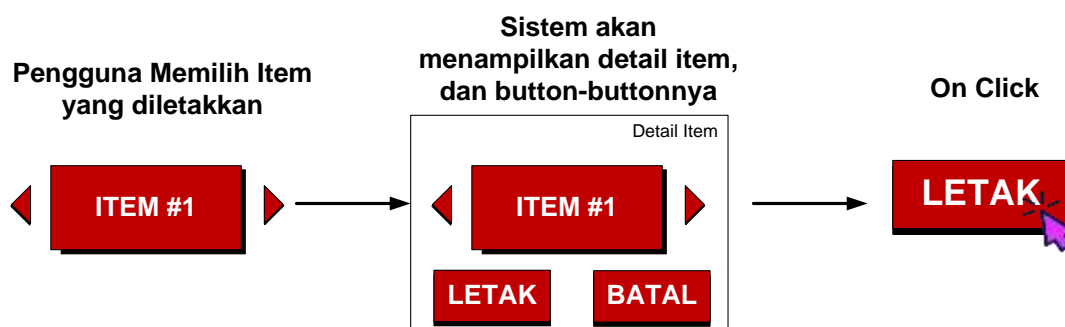 Pengguna Memilih Item
yang diletakkan
ITEM #1
Sistem akan
menampilkan detail item,
dan button-buttonnya
Detail Item
ITEM #1
LETAK
BATAL
On Click
LETAK